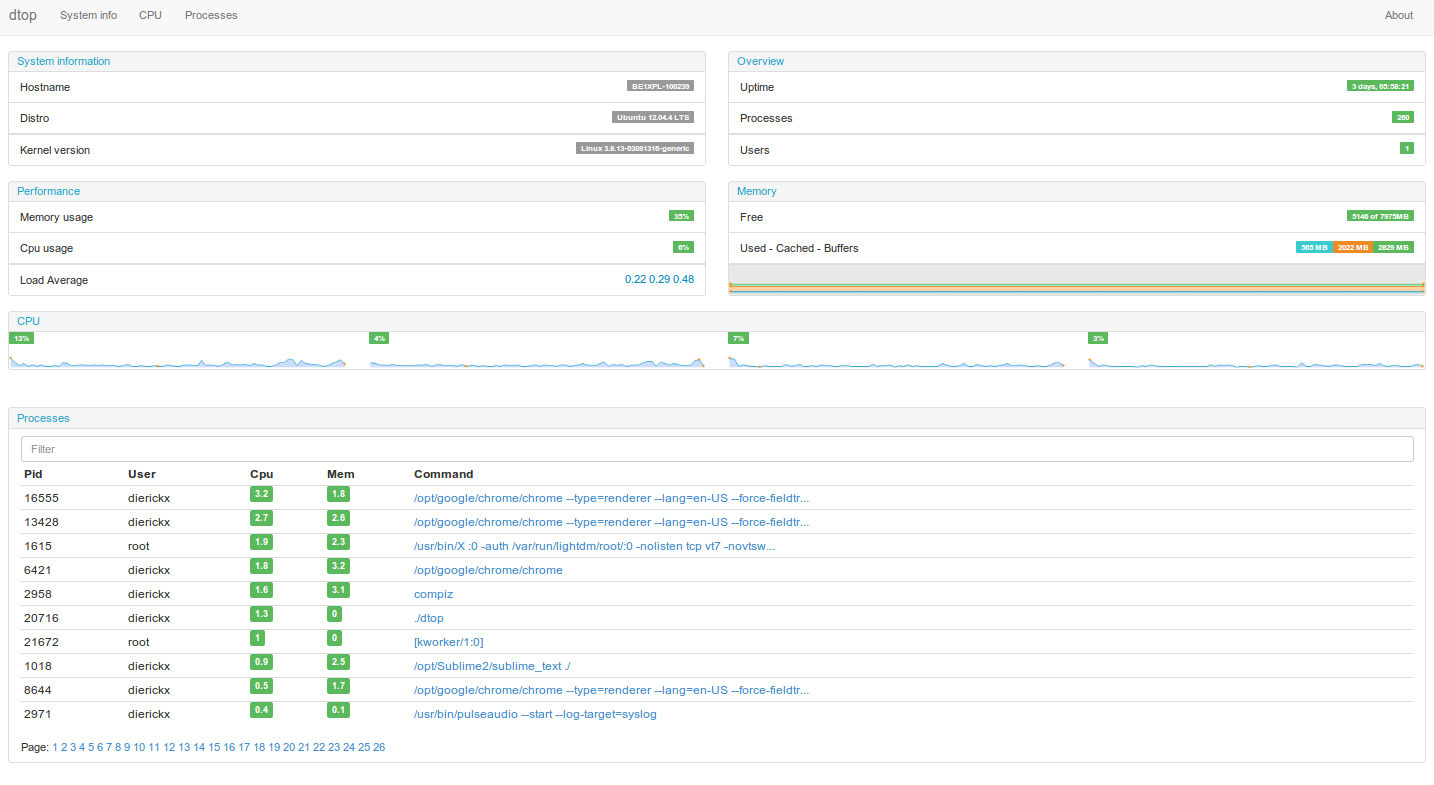 dtop System info CPU Processes About
System information
Hostname BE1XPL-100239
Distro Ubuntu 12.04.4 LTS
Kernel version Linux 3.8.13-03081316-generic
Overview
Uptime 3 days, 05:58:21
Processes 260
Users 1
Performance
Memory usage 35%
Cpu usage 6%
Load Average 0.22 0.29 0.48
Memory
Free 5146 of 7975MB
Used - Cached - Buffers 565 MB 2022 MB 2829 MB
CPU
13% 4% 7% 3%
Processes
Filter
Pid User Cpu Mem Command
16555 dierickx 3.2 1.8 /opt/google/chrome/chrome --type=renderer --lang=en-US --force-fieldtr...
13428 dierickx 2.7 2.6 /opt/google/chrome/chrome --type=renderer --lang=en-US --force-fieldtr...
1615 root 1.9 2.3 /usr/bin/X :0 -auth /var/run/lightdm/root/:0 -nolisten tcp vt7 -novtsw...
6421 dierickx 1.8 3.2 /opt/google/chrome/chrome
2958 dierickx 1.6 3.1 compiz
20716 dierickx 1.3 0 ./dtop
21672 root 1 0 [kworker/1:0]
1018 dierickx 0.9 2.5 /opt/Sublime2/sublime_text ./
8644 dierickx 0.5 1.7 /opt/google/chrome/chrome --type=renderer --lang=en-US --force-fieldtr...
2971 dierickx 0.4 0.1 /usr/bin/pulseaudio --start --log-target=syslog
Page: 1 2 3 4 5 6 7 8 9 10 11 12 13 14 15 16 17 18 19 20 21 22 23 24 25 26